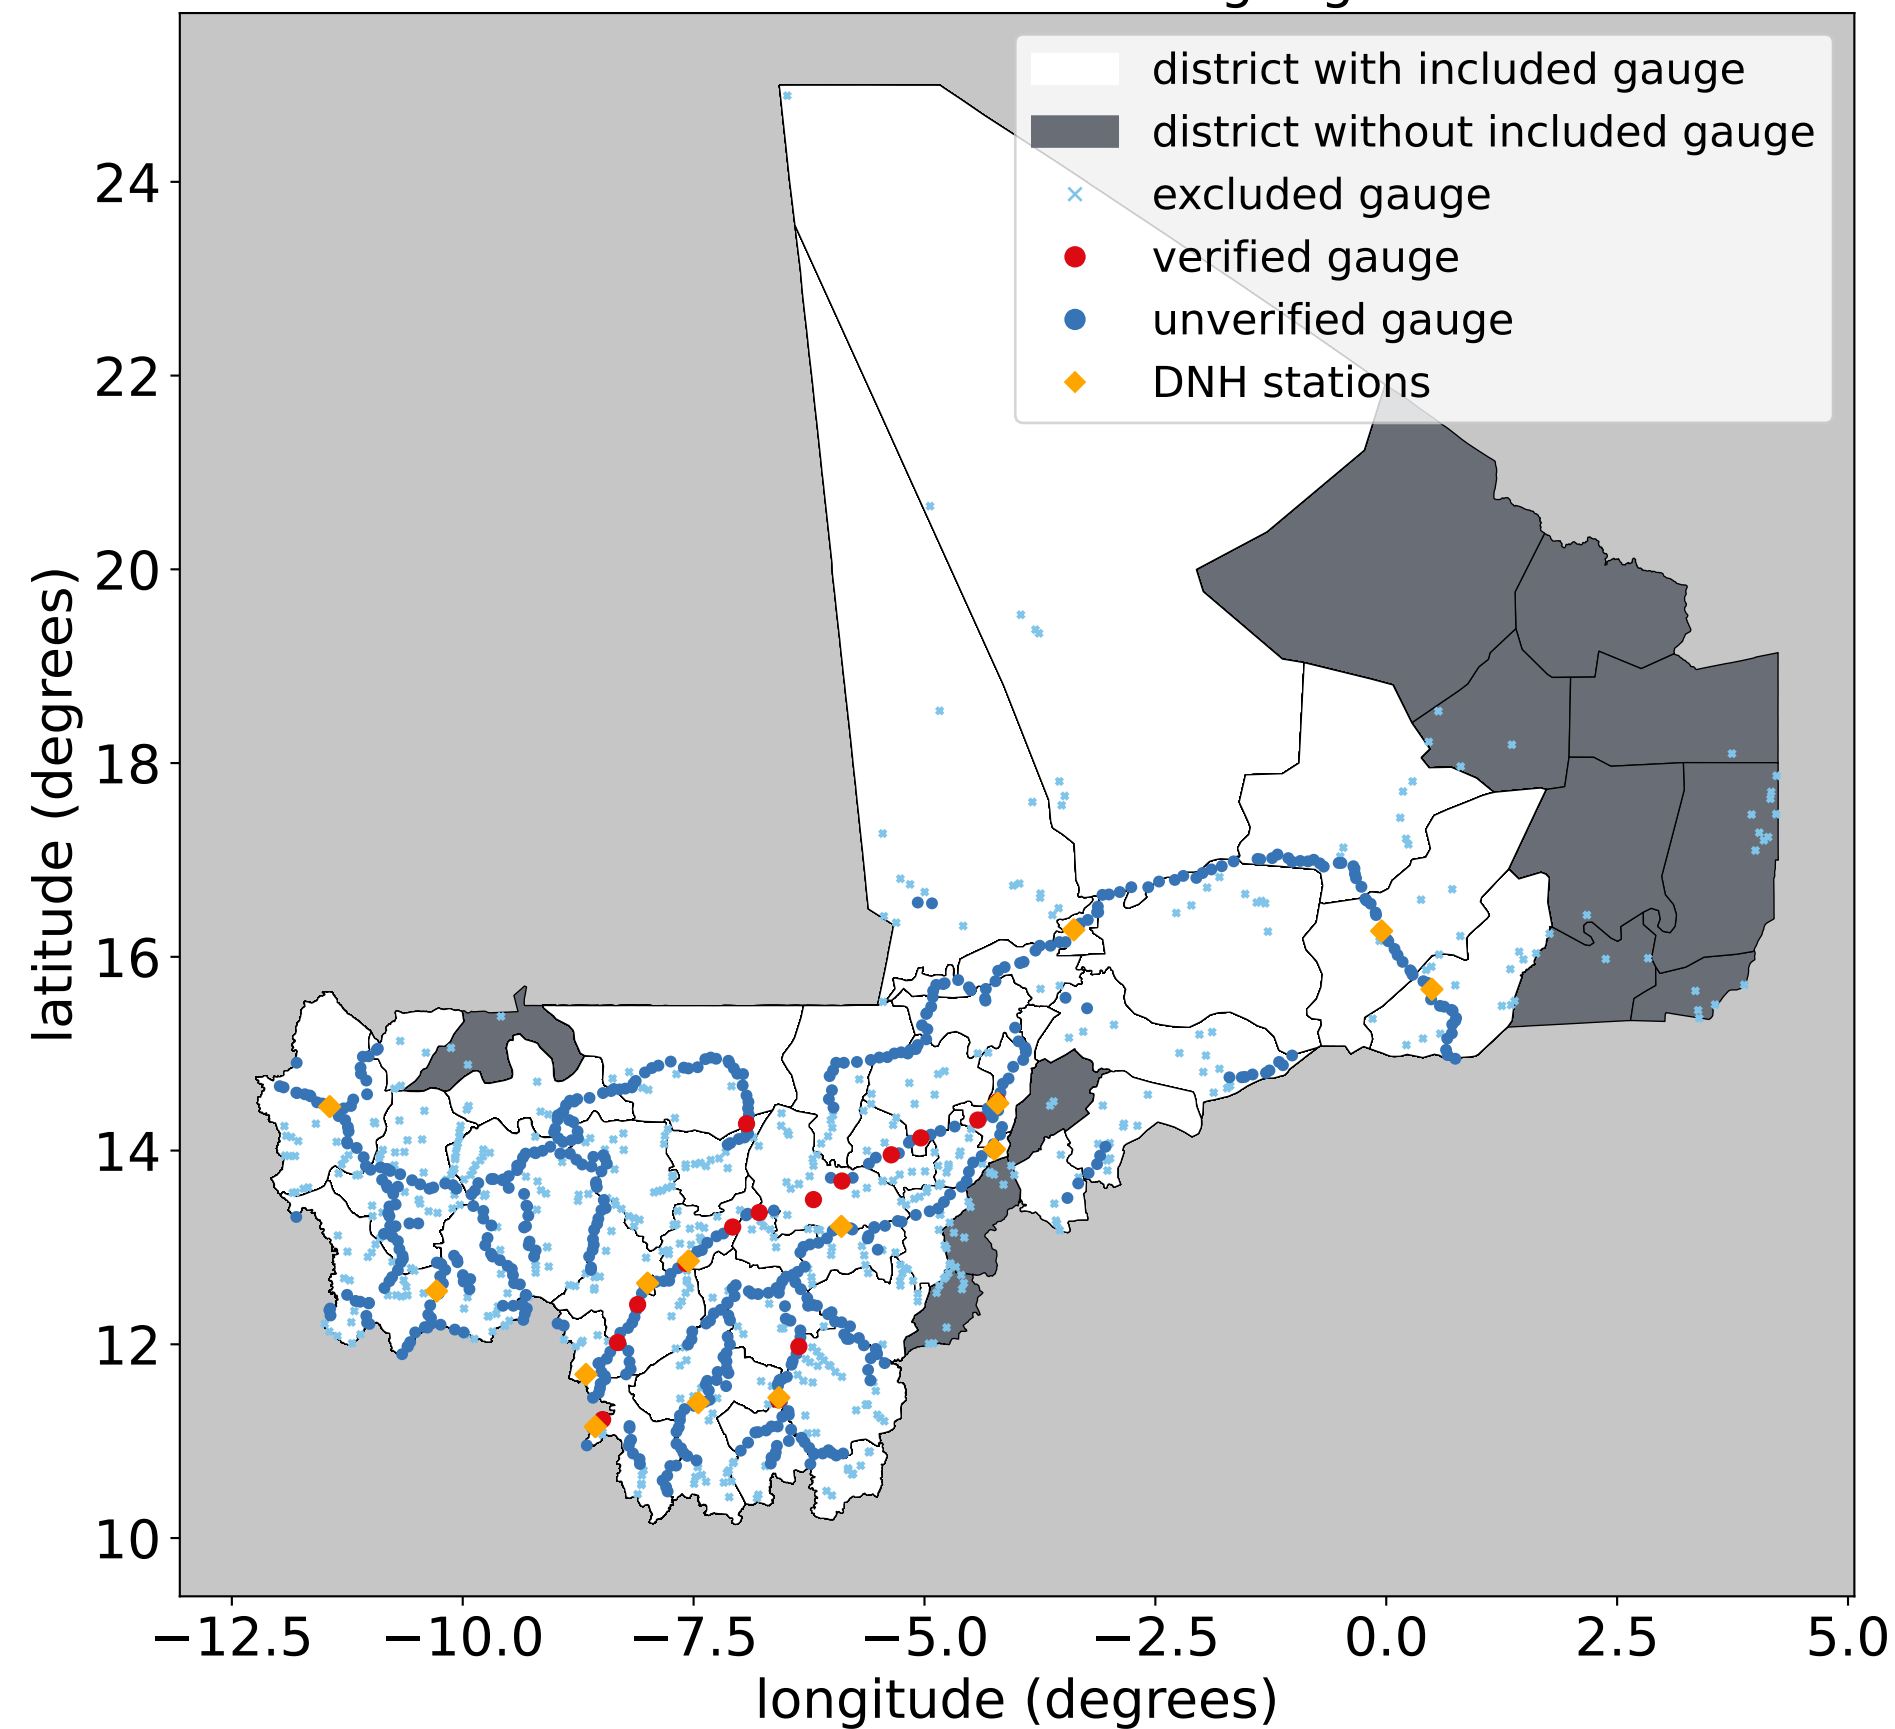 district with included gauge
district without included gauge
excluded gauge
verified gauge
unverified gauge
DNH stations
24
22
20
18
16
14
12
10
latitude (degrees)
−12.5 −10.0 −7.5 −5.0 −2.5 0.0 2.5 5.0
longitude (degrees)